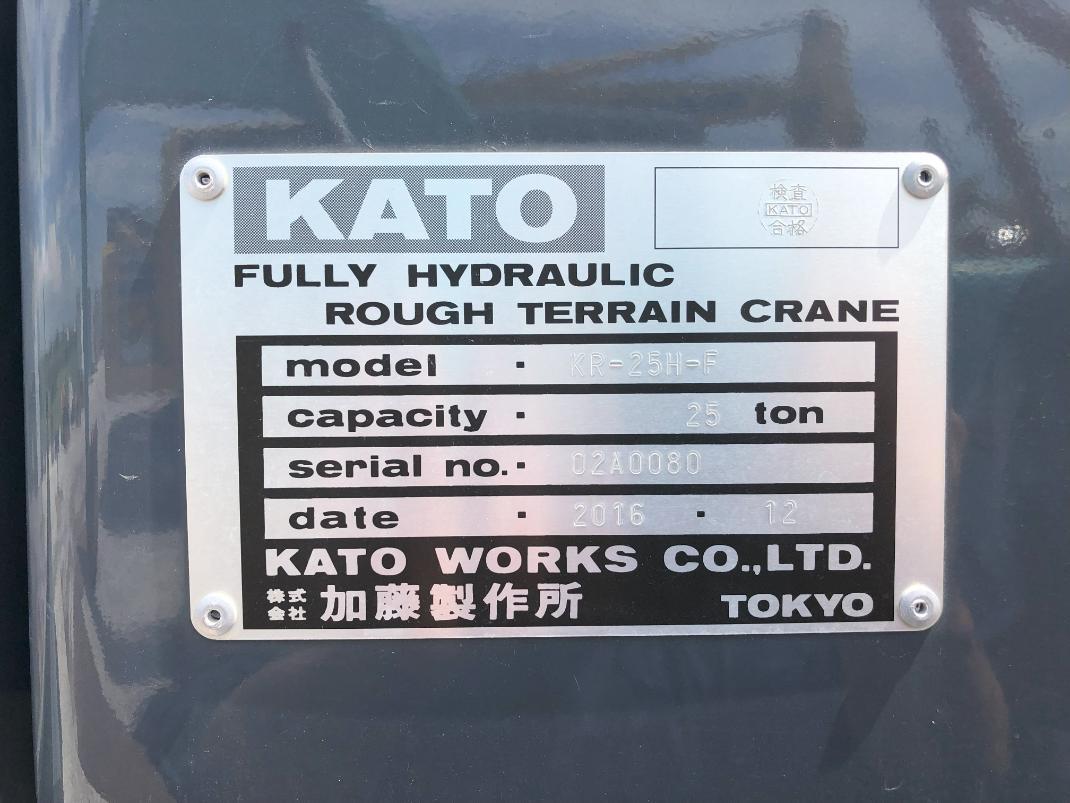 KATO
検査
KATO
合格
FULLY HYDRAULIC
ROUGH TERRAIN CRANE
model · KR-25H-F
capacity · 25 ton
serial no. · 02A0080
date · 2016 · 12
KATO WORKS CO.,LTD.
株式会社 加藤製作所 TOKYO